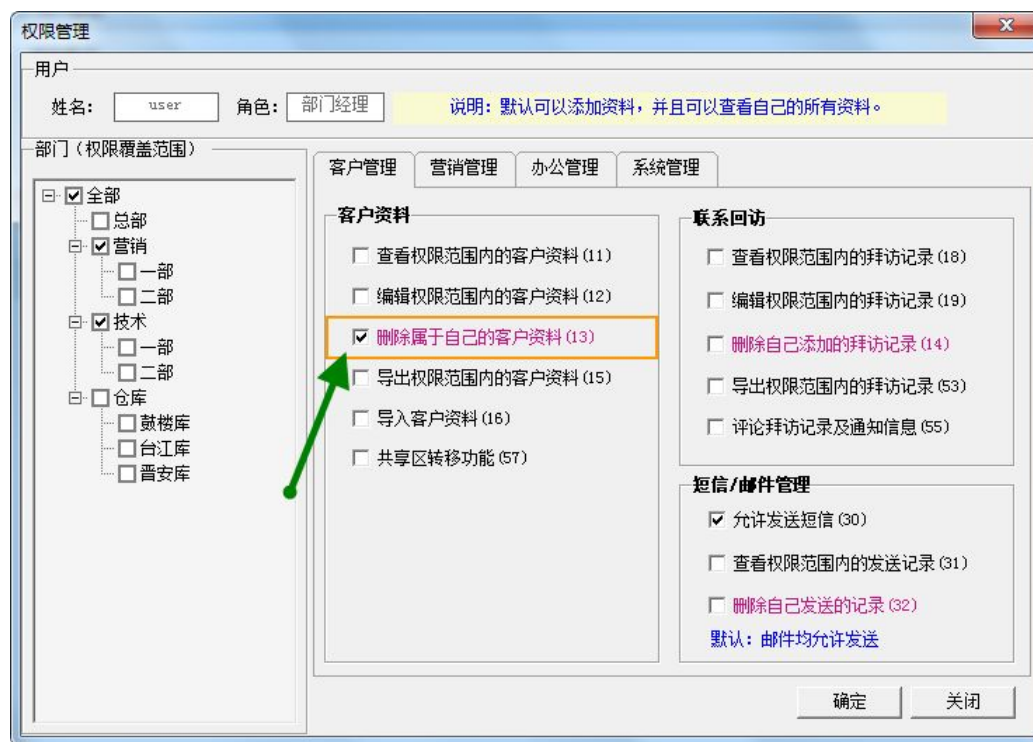 权限管理
用户
姓名： user 角色： 部门经理 说明：默认可以添加资料，并且可以查看自己的所有资料。
部门（权限覆盖范围）
全部
总部
营销
一部
二部
技术
一部
二部
仓库
鼓楼库
台江库
晋安库
客户管理 营销管理 办公管理 系统管理
客户资料
查看权限范围内的客户资料(11)
编辑权限范围内的客户资料(12)
删除属于自己的客户资料(13)
导出权限范围内的客户资料(15)
导入客户资料(16)
共享区转移功能(57)
联系回访
查看权限范围内的拜访记录(18)
编辑权限范围内的拜访记录(19)
删除自己添加的拜访记录(14)
导出权限范围内的拜访记录(53)
评论拜访记录及通知信息(55)
短信/邮件管理
允许发送短信(30)
查看权限范围内的发送记录(31)
删除自己发送的记录(32)
默认：邮件均允许发送
确定 关闭